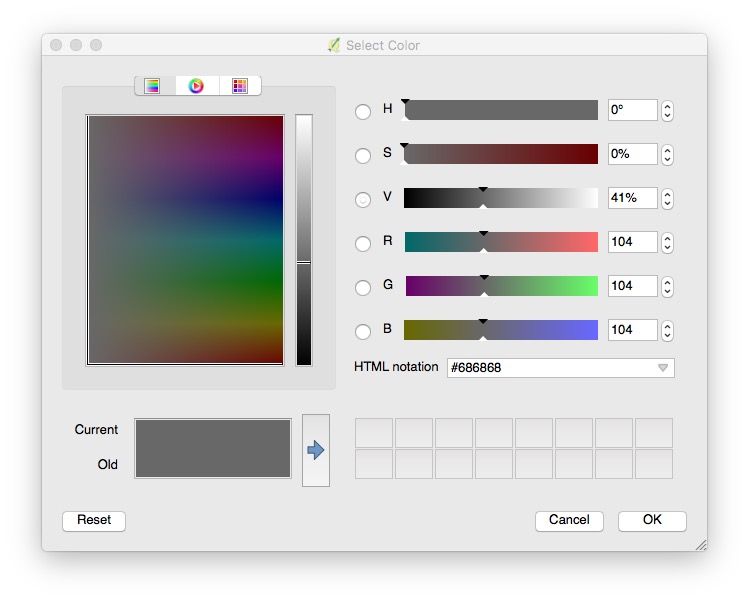 Select Color
H 0°
S 0%
V 41%
R 104
G 104
B 104
HTML notation #686868
Current
Old
Reset Cancel OK